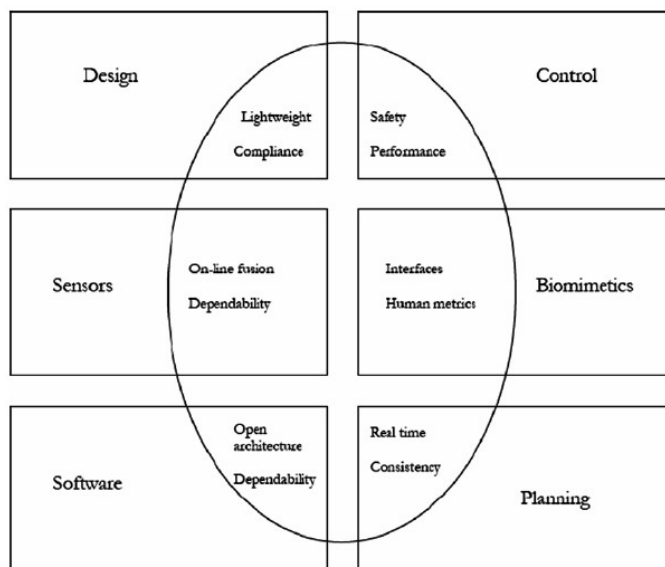 Design
Lightweight
Compliance
Control
Safety
Performance
Sensors
On-line fusion
Dependability
Interfaces
Human metrics
Biomimetics
Software
Open
architecture
Dependability
Real time
Consistency
Planning